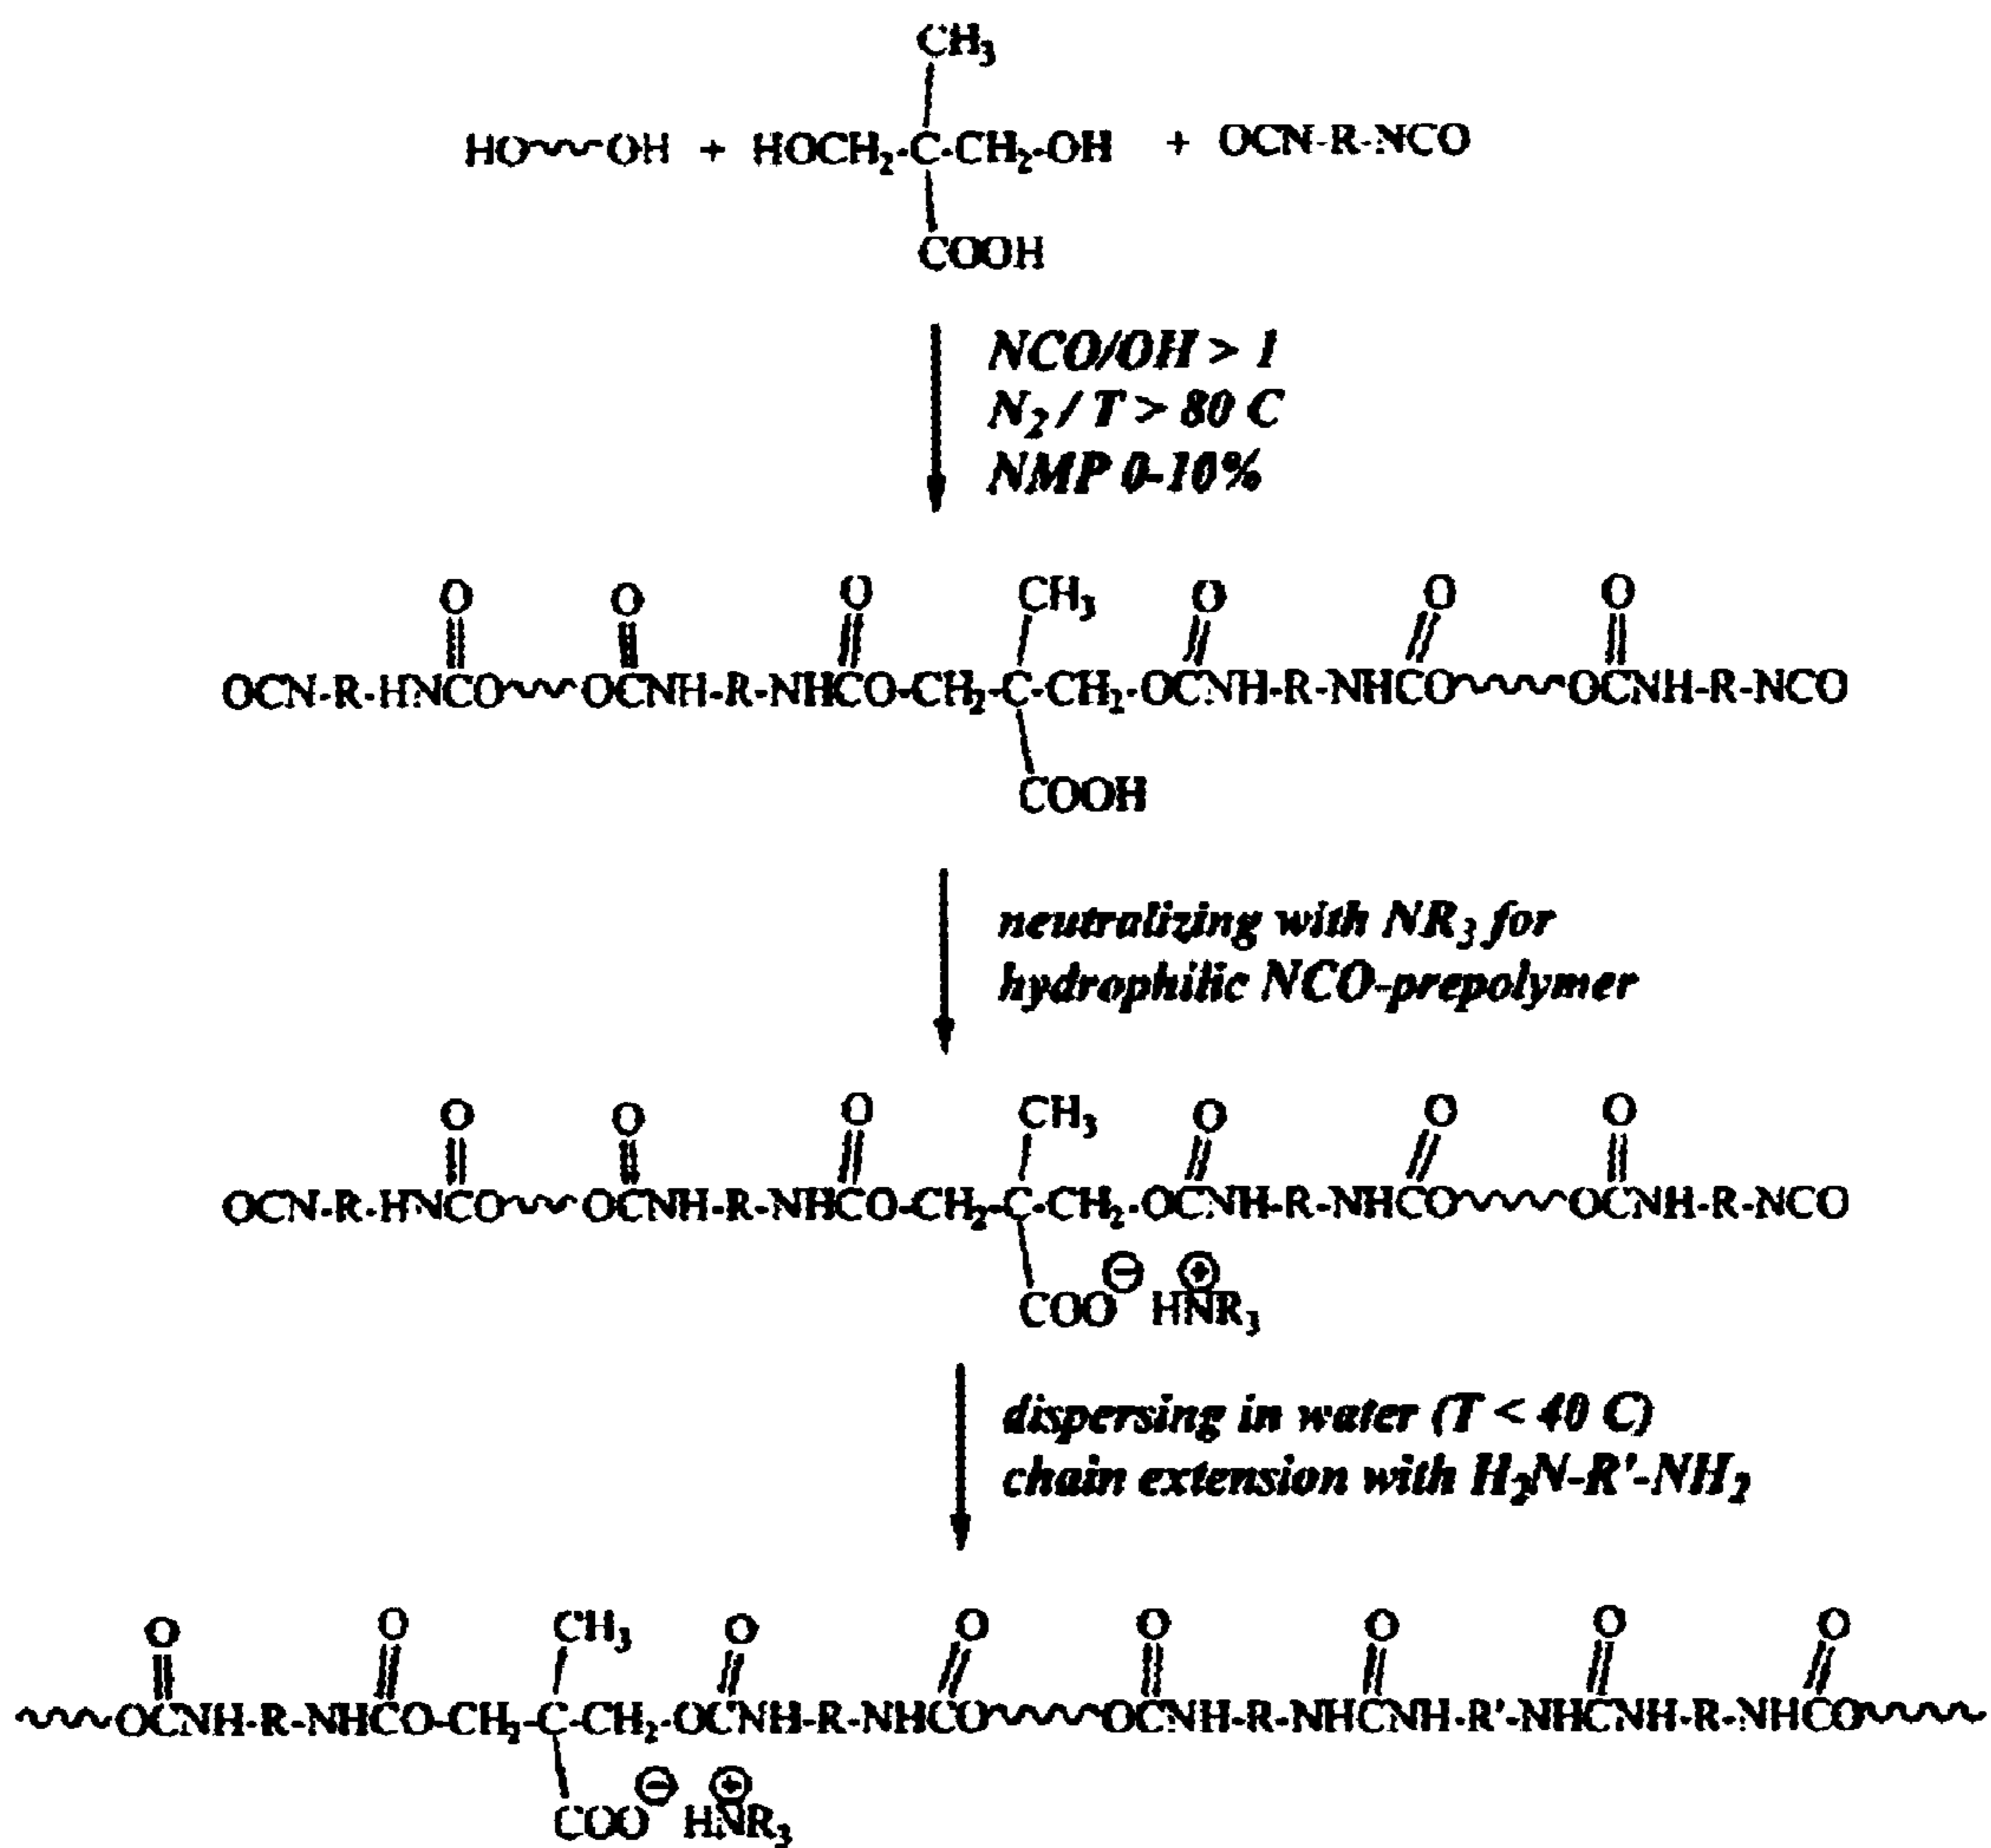 CH₃
HO~~OH + HOCH₂-C-CH₂-OH + OCN-R-NCO
COOH
NCO/OH > 1
N₂ / T > 80 C
NMP 0-10%
O O O CH₃ O O O
OCN-R-HNCO~~OCNH-R-NHCO-CH₂-C-CH₂-OCNH-R-NHCO~~~OCNH-R-NCO
COOH
neutralizing with NR₃ for
hydrophilic NCO-prepolymer
O O O CH₃ O O O
OCN-R-HNCO~~OCNH-R-NHCO-CH₂-C-CH₂-OCNH-R-NHCO~~~OCNH-R-NCO
COO⊖ HNR₃⊕
dispersing in water (T < 40 C)
chain extension with H₂N-R'-NH₂
O O CH₃ O O O O O O
~~~OCNH-R-NHCO-CH₂-C-CH₂-OCNH-R-NHCO~~~OCNH-R-NHCNH-R'-NHCNH-R-NHCO~~~
COO⊖ HNR₃⊕